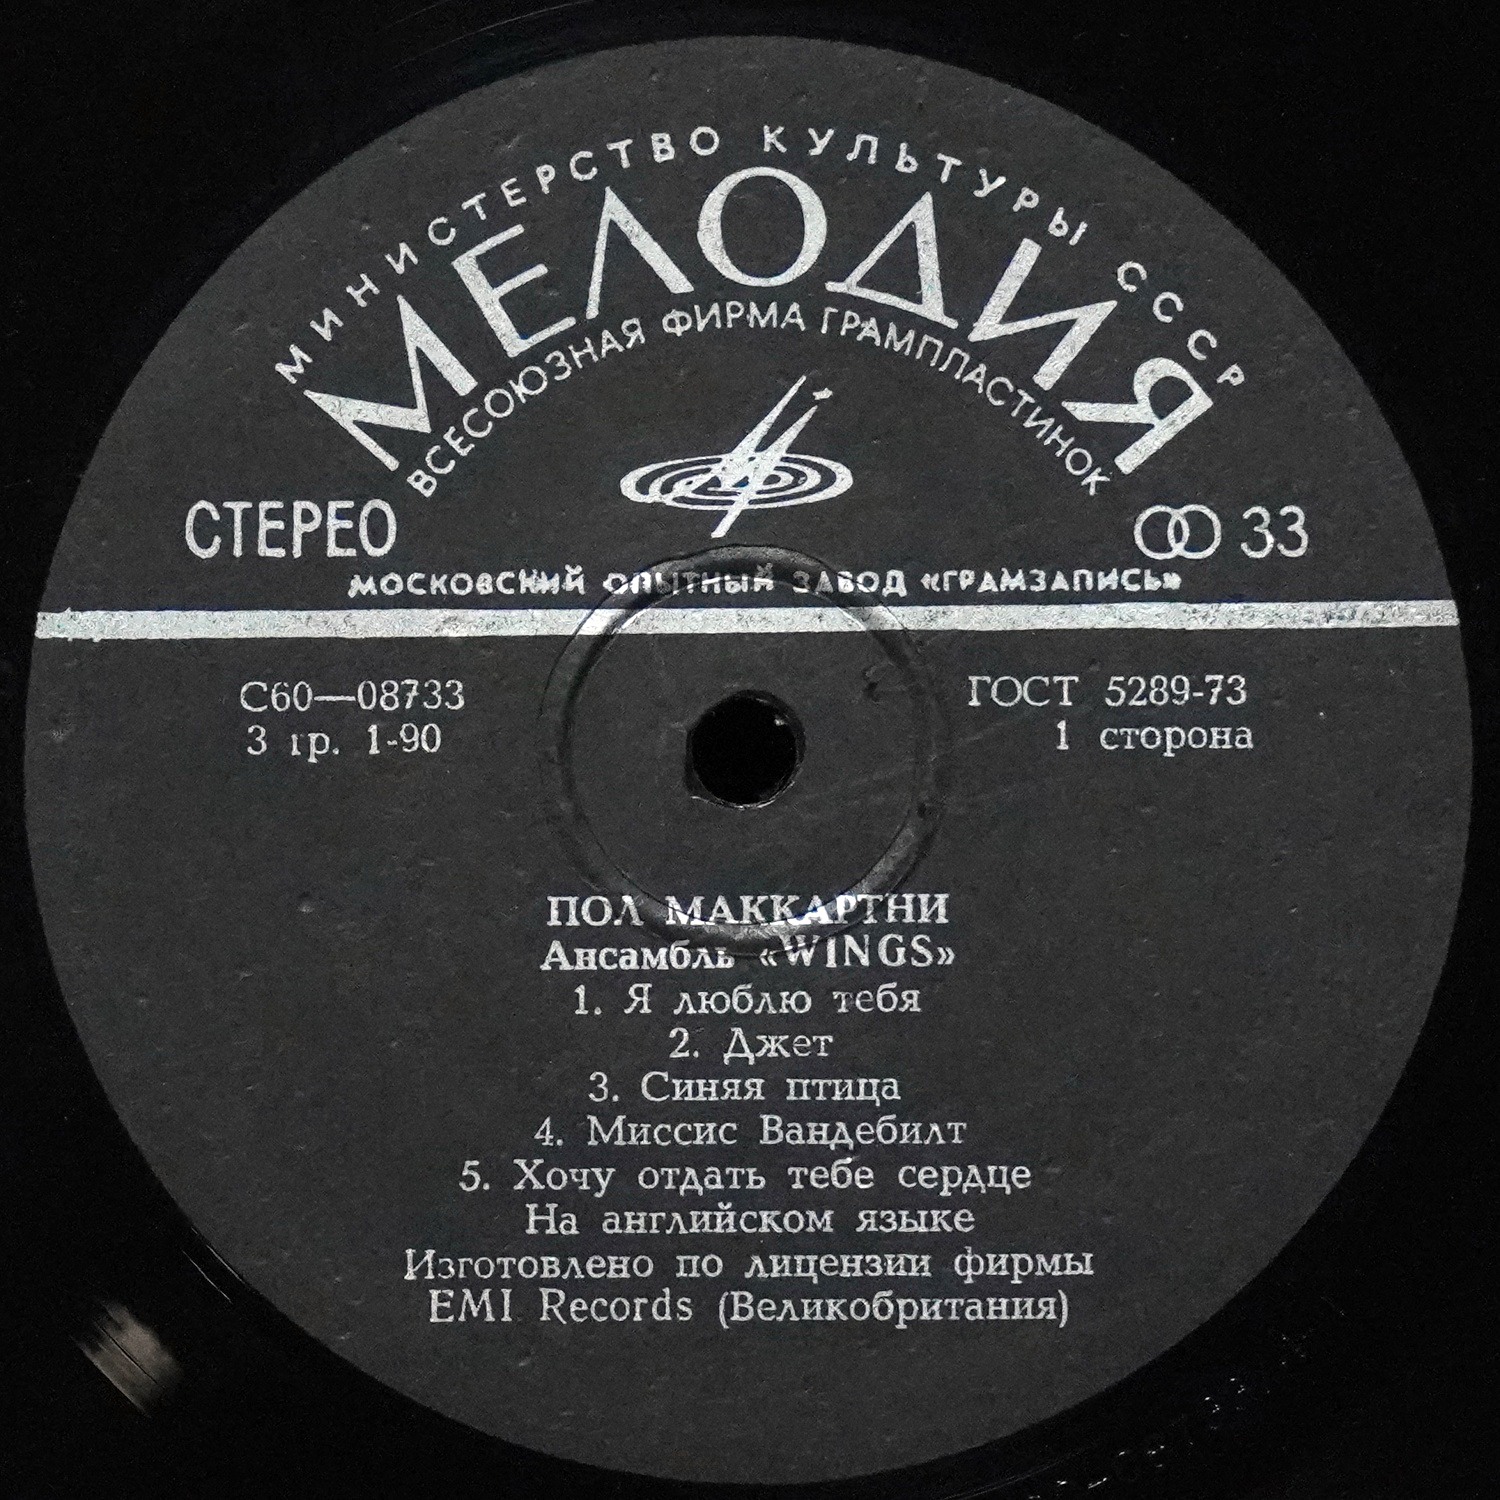 МИНИСТЕРСТВО КУЛЬТУРЫ СССР
МЕЛОДИЯ
ВСЕСОЮЗНАЯ ФИРМА ГРАМПЛАСТИНОК
СТЕРЕО
33
МОСКОВСКИЙ ОПЫТНЫЙ ЗАВОД «ГРАМЗАПИСЬ»
С60—08733
ГОСТ 5289-73
3 гр. 1-90
1 сторона
ПОЛ МАККАРТНИ
Ансамбль «WINGS»
1. Я люблю тебя
2. Джет
3. Синяя птица
4. Миссис Вандебилт
5. Хочу отдать тебе сердце
На английском языке
Изготовлено по лицензии фирмы
EMI Records (Великобритания)